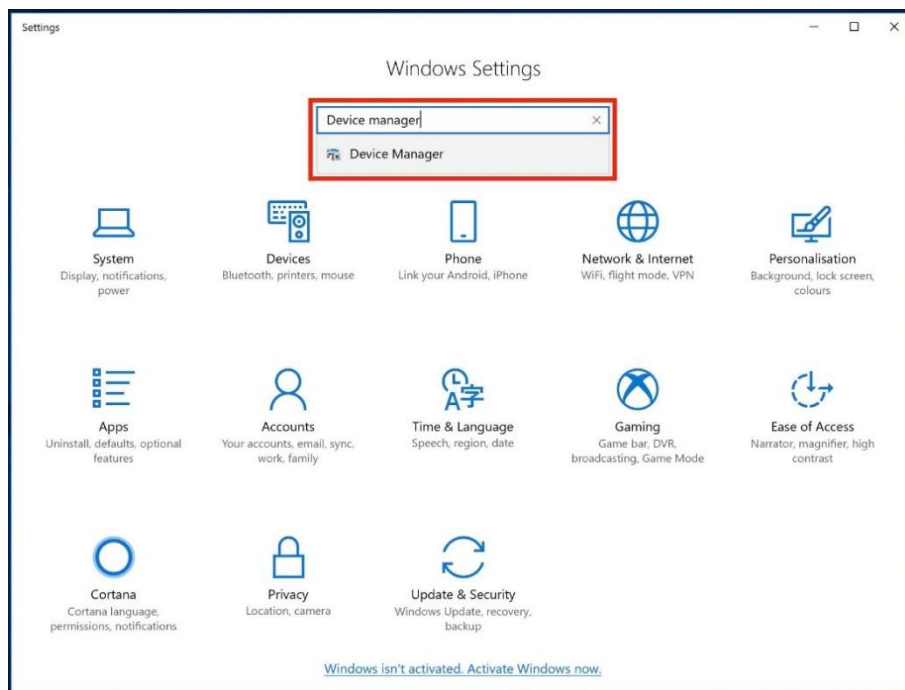 Settings
Windows Settings
Device manager
Device Manager
System
Display, notifications,
power
Devices
Bluetooth, printers, mouse
Phone
Link your Android, iPhone
Network & Internet
WiFi, flight mode, VPN
Personalisation
Background, lock screen,
colours
Apps
Uninstall, defaults, optional
features
Accounts
Your accounts, email, sync,
work, family
Time & Language
Speech, region, date
Gaming
Game bar, DVR,
broadcasting, Game Mode
Ease of Access
Narrator, magnifier, high
contrast
Cortana
Cortana language,
permissions, notifications
Privacy
Location, camera
Update & Security
Windows Update, recovery,
backup
Windows isn't activated. Activate Windows now.